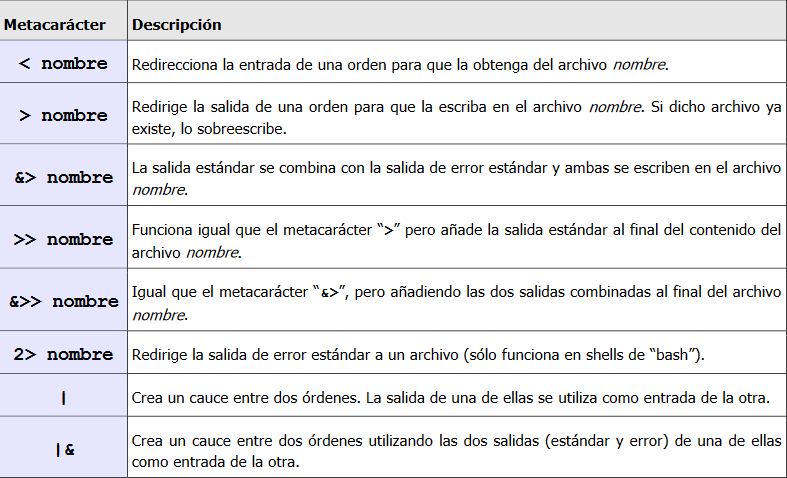 Metacarácter Descripción
< nombre Redirecciona la entrada de una orden para que la obtenga del archivo nombre.
> nombre Redirige la salida de una orden para que la escriba en el archivo nombre. Si dicho archivo ya
existe, lo sobreescribe.
&> nombre La salida estándar se combina con la salida de error estándar y ambas se escriben en el archivo
nombre.
>> nombre Funciona igual que el metacarácter “>” pero añade la salida estándar al final del contenido del
archivo nombre.
&>> nombre Igual que el metacarácter “&>”, pero añadiendo las dos salidas combinadas al final del archivo
nombre.
2> nombre Redirige la salida de error estándar a un archivo (sólo funciona en shells de “bash”).
| Crea un cauce entre dos órdenes. La salida de una de ellas se utiliza como entrada de la otra.
|& Crea un cauce entre dos órdenes utilizando las dos salidas (estándar y error) de una de ellas
como entrada de la otra.